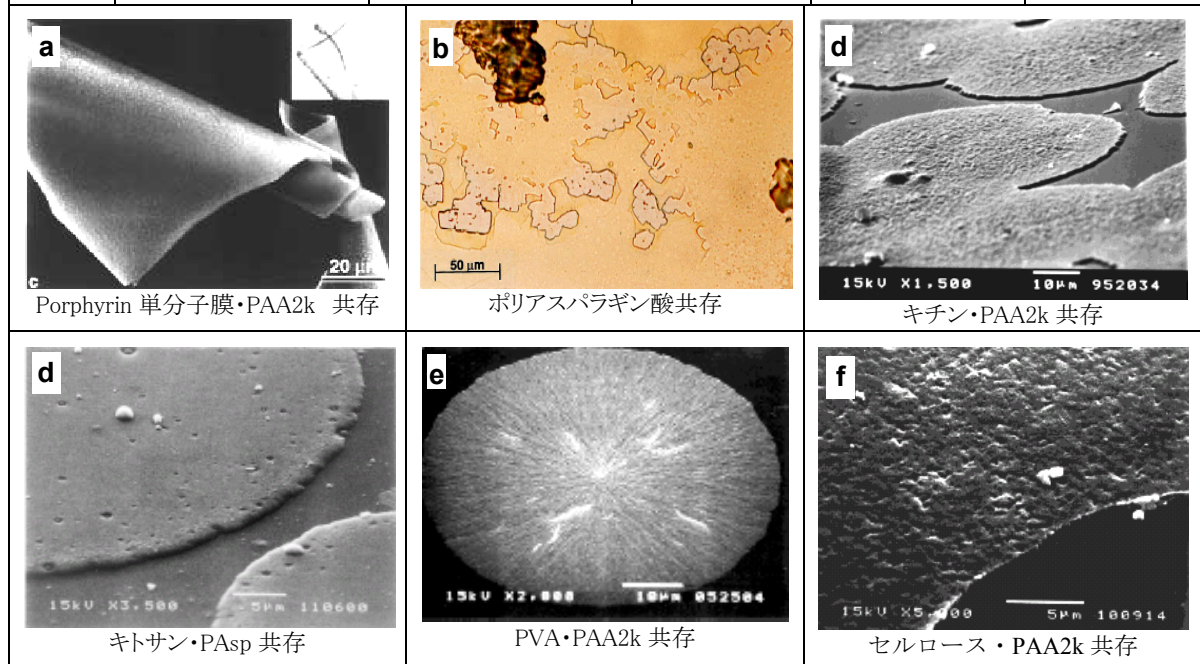 a
20 μm
c
Porphyrin 単分子膜・PAA2k 共存
b
50 μm
ポリアスパラギン酸共存
d
15kV X1,500 10μm 952034
キチン・PAA2k 共存
d
15kV X3,500 5μm 110600
キトサン・PAsp 共存
e
15kV X2,000 10μm 052504
PVA・PAA2k 共存
f
15kV X5,000 5μm 100914
セルロース・PAA2k 共存